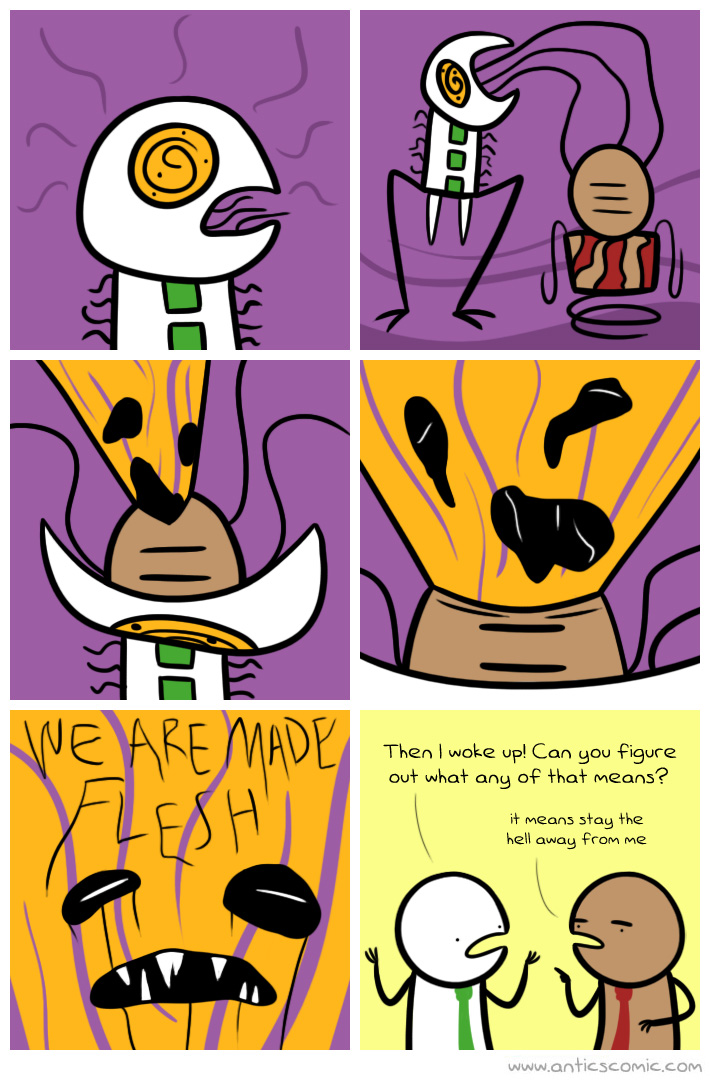 WE ARE MADE
FLESH
Then I woke up! Can you figure
out what any of that means?
it means stay the
hell away from me
www.anticscomic.com